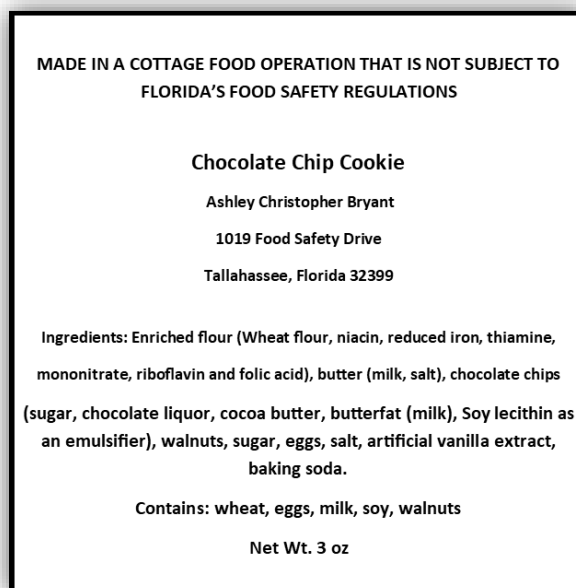 MADE IN A COTTAGE FOOD OPERATION THAT IS NOT SUBJECT TO
FLORIDA'S FOOD SAFETY REGULATIONS
Chocolate Chip Cookie
Ashley Christopher Bryant
1019 Food Safety Drive
Tallahassee, Florida 32399
Ingredients: Enriched flour (Wheat flour, niacin, reduced iron, thiamine,
mononitrate, riboflavin and folic acid), butter (milk, salt), chocolate chips
(sugar, chocolate liquor, cocoa butter, butterfat (milk), Soy lecithin as
an emulsifier), walnuts, sugar, eggs, salt, artificial vanilla extract,
baking soda.
Contains: wheat, eggs, milk, soy, walnuts
Net Wt. 3 oz